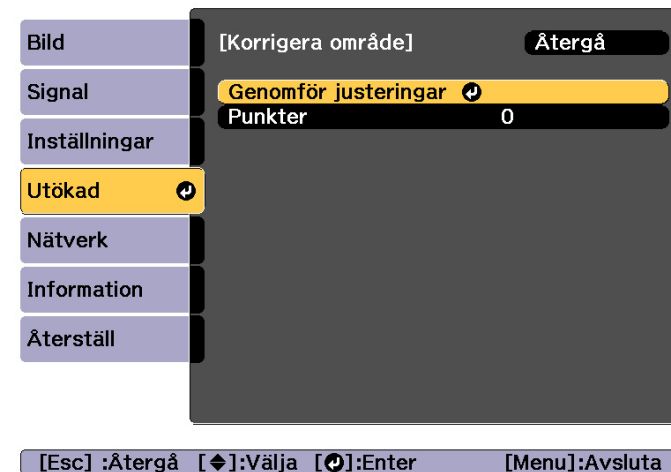 Bild
Signal
Inställningar
Utökad
Nätverk
Information
Återställ
[Korrigera område] Återgå
Genomför justeringar
Punkter 0
[Esc] :Återgå [◆]:Välja [↵]:Enter [Menu]:Avsluta